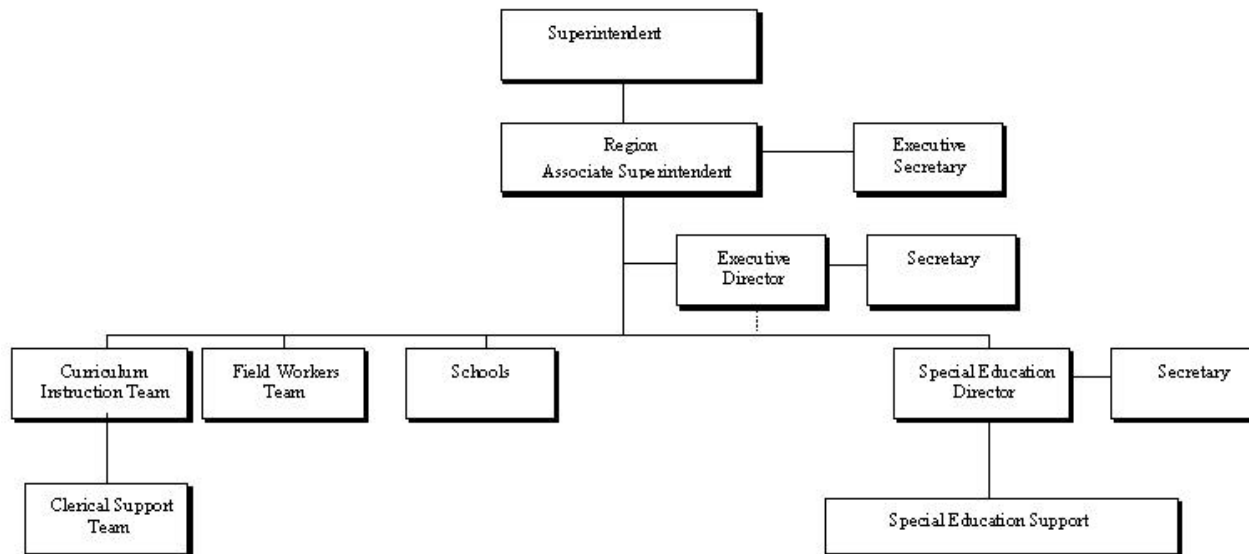 Superintendent
Region
Associate Superintendent
Executive
Secretary
Executive
Director
Secretary
Curriculum
Instruction Team
Field Workers
Team
Schools
Special Education
Director
Secretary
Clerical Support
Team
Special Education Support